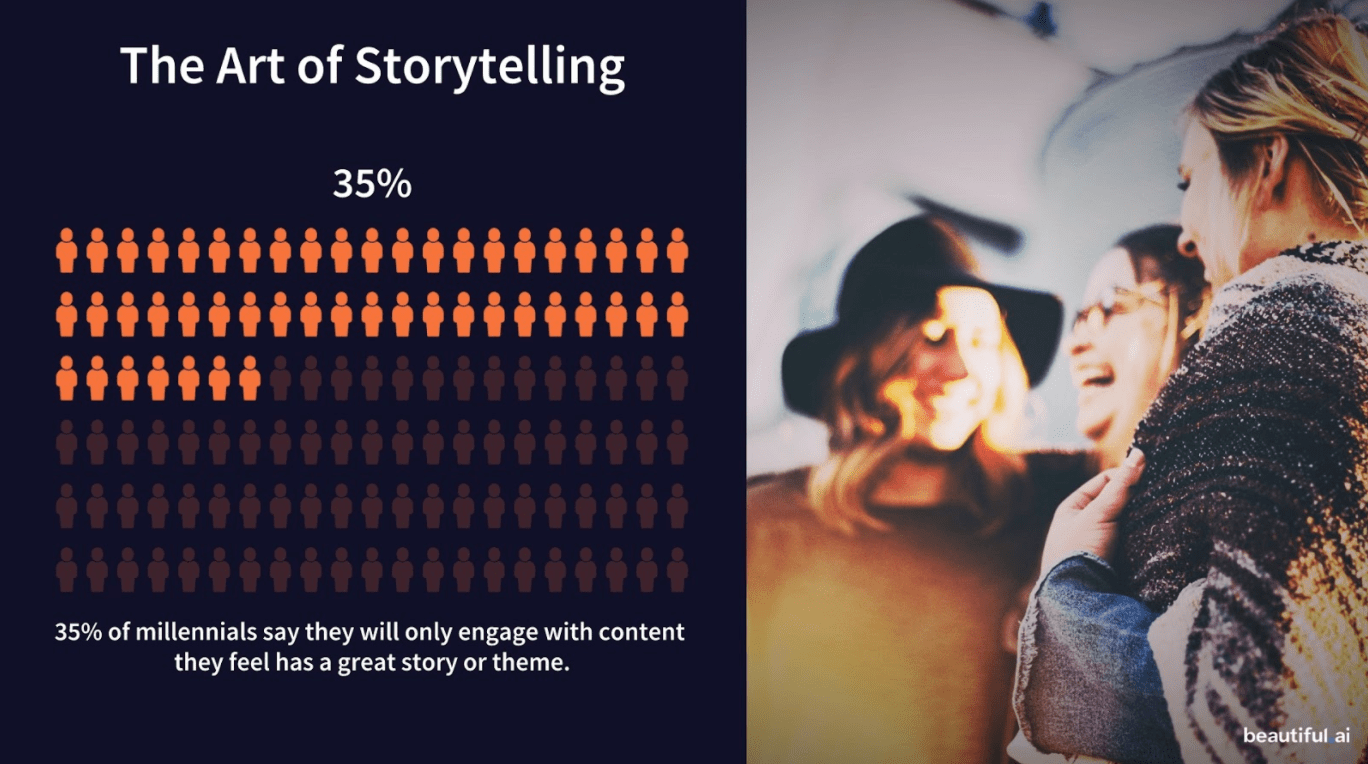 The Art of Storytelling
35%
35% of millennials say they will only engage with content
they feel has a great story or theme.
beautiful.ai